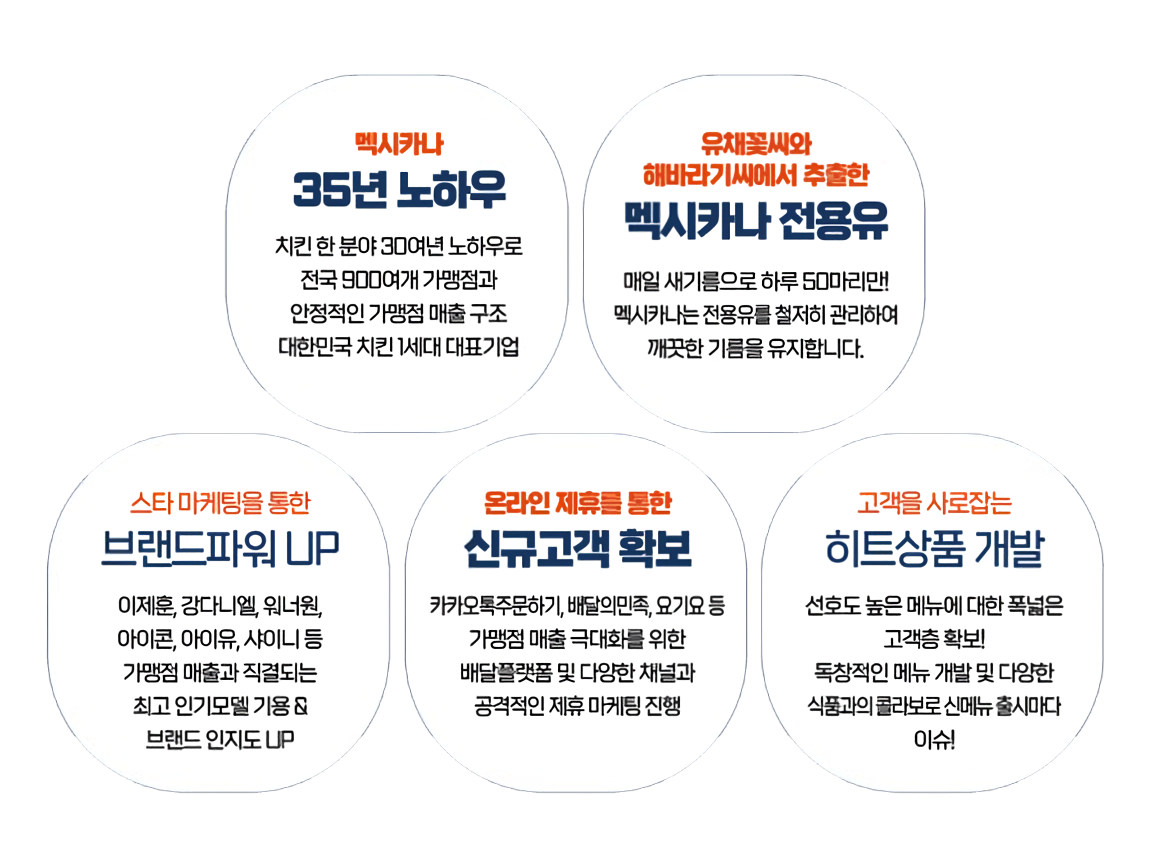 멕시카나
35년 노하우
치킨 한 분야 30여년 노하우로
전국 900여개 가맹점과
안정적인 가맹점 매출 구조
대한민국 치킨 1세대 대표기업
유채꽃씨와
해바라기씨에서 추출한
멕시카나 전용유
매일 새기름으로 하루 50마리만!
멕시카나는 전용유를 철저히 관리하여
깨끗한 기름을 유지합니다.
스타 마케팅을 통한
브랜드파워 UP
이제훈, 강다니엘, 워너원,
아이콘, 아이유, 샤이니 등
가맹점 매출과 직결되는
최고 인기모델 기용 &
브랜드 인지도 UP
온라인 제휴를 통한
신규고객 확보
카카오톡주문하기, 배달의민족, 요기요 등
가맹점 매출 극대화를 위한
배달플랫폼 및 다양한 채널과
공격적인 제휴 마케팅 진행
고객을 사로잡는
히트상품 개발
선호도 높은 메뉴에 대한 폭넓은
고객층 확보!
독창적인 메뉴 개발 및 다양한
식품과의 콜라보로 신메뉴 출시마다
이슈!